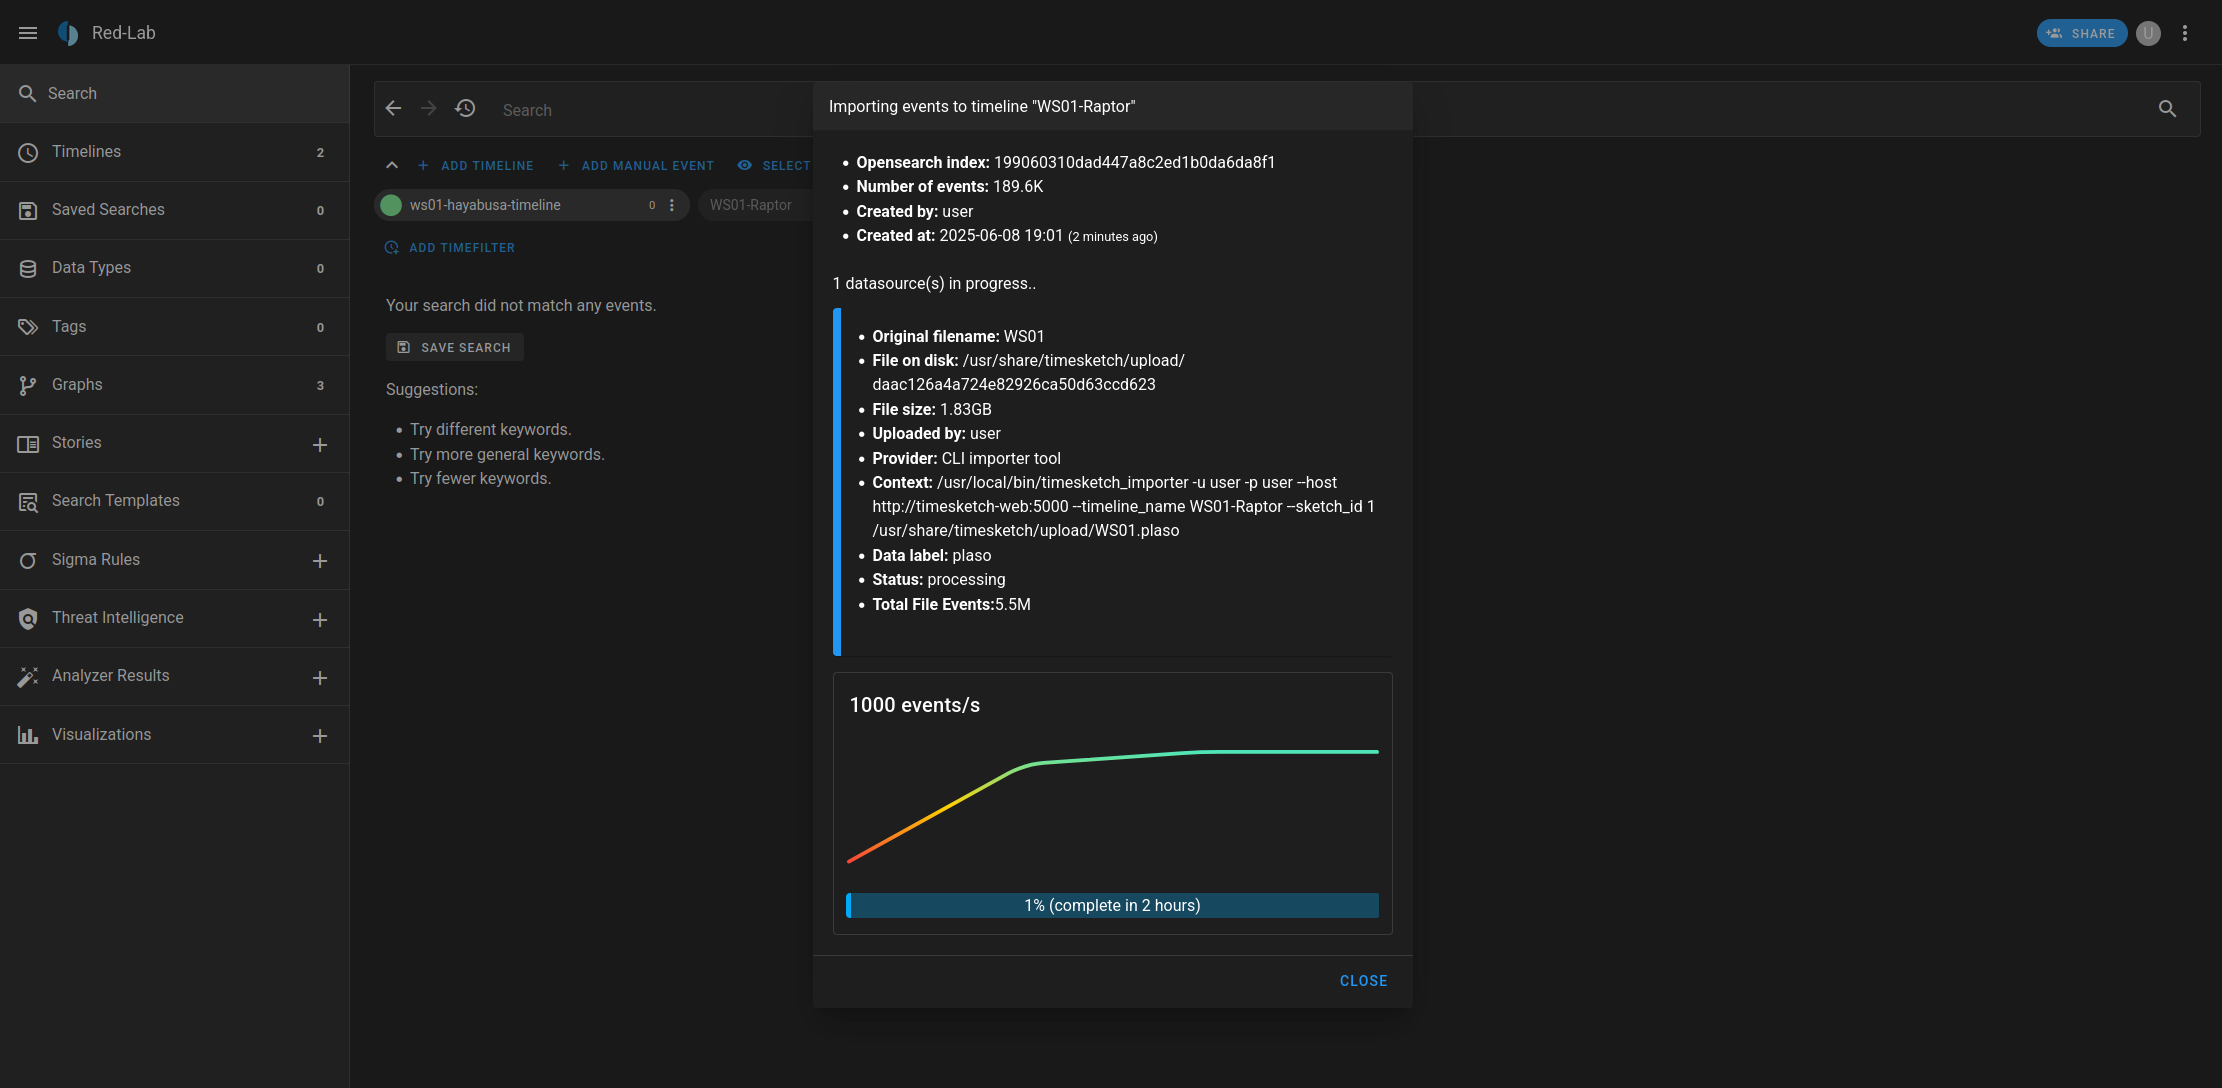 Red-Lab
SHARE
U
Search
Timelines 2
Saved Searches 0
Data Types 0
Tags 0
Graphs 3
Stories
Search Templates 0
Sigma Rules
Threat Intelligence
Analyzer Results
Visualizations
Search
ADD TIMELINE
ADD MANUAL EVENT
SELECT
ws01-hayabusa-timeline 0
WS01-Raptor
ADD TIMEFILTER
Your search did not match any events.
SAVE SEARCH
Suggestions:
Try different keywords.
Try more general keywords.
Try fewer keywords.
Importing events to timeline "WS01-Raptor"
Opensearch index: 199060310dad447a8c2ed1b0da6da8f1
Number of events: 189.6K
Created by: user
Created at: 2025-06-08 19:01 (2 minutes ago)
1 datasource(s) in progress..
Original filename: WS01
File on disk: /usr/share/timesketch/upload/
daac126a4a724e82926ca50d63ccd623
File size: 1.83GB
Uploaded by: user
Provider: CLI importer tool
Context: /usr/local/bin/timesketch_importer -u user -p user --host
http://timesketch-web:5000 --timeline_name WS01-Raptor --sketch_id 1
/usr/share/timesketch/upload/WS01.plaso
Data label: plaso
Status: processing
Total File Events:5.5M
1000 events/s
1% (complete in 2 hours)
CLOSE